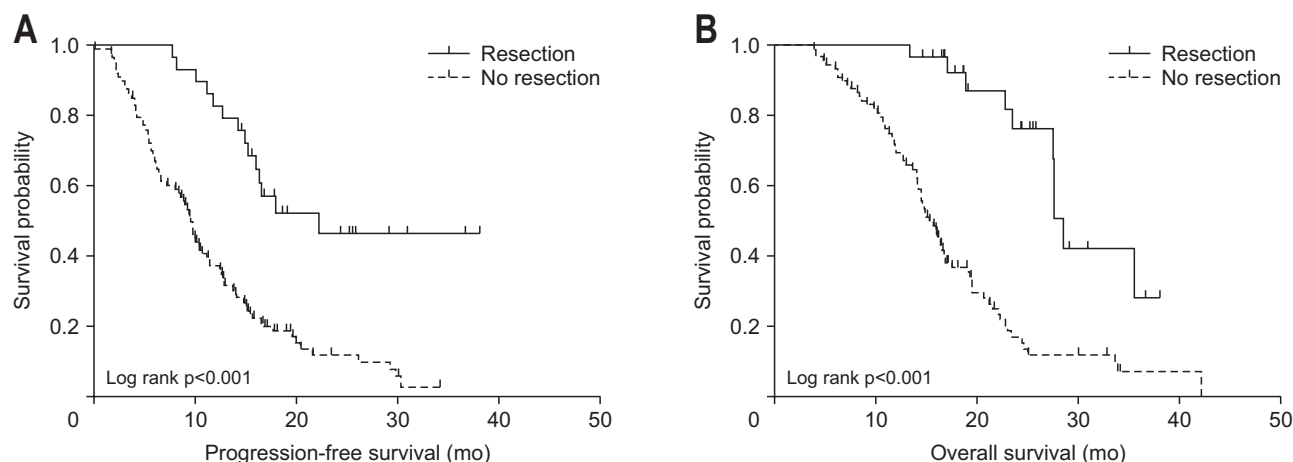 A
1.0
0.8
0.6
0.4
0.2
0
10
20
30
40
50
Survival probability
Progression-free survival (mo)
Resection
No resection
Log rank p<0.001
B
1.0
0.8
0.6
0.4
0.2
0
10
20
30
40
50
Survival probability
Overall survival (mo)
Resection
No resection
Log rank p<0.001